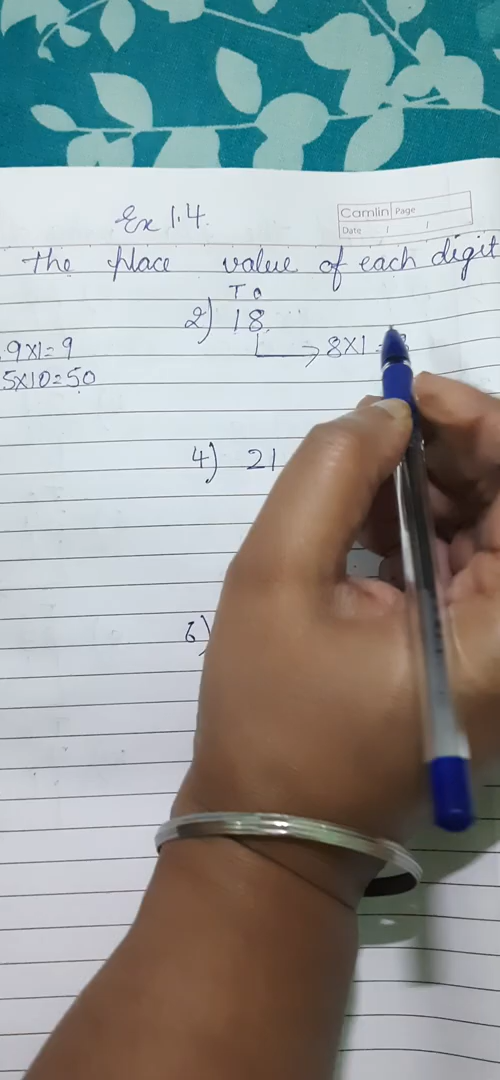 Ex 1.4.
Camlin Page
Date / /
The place value of each digit
T O
2) 18
9x1=9
8x1=
5x10=50
4) 21
6)